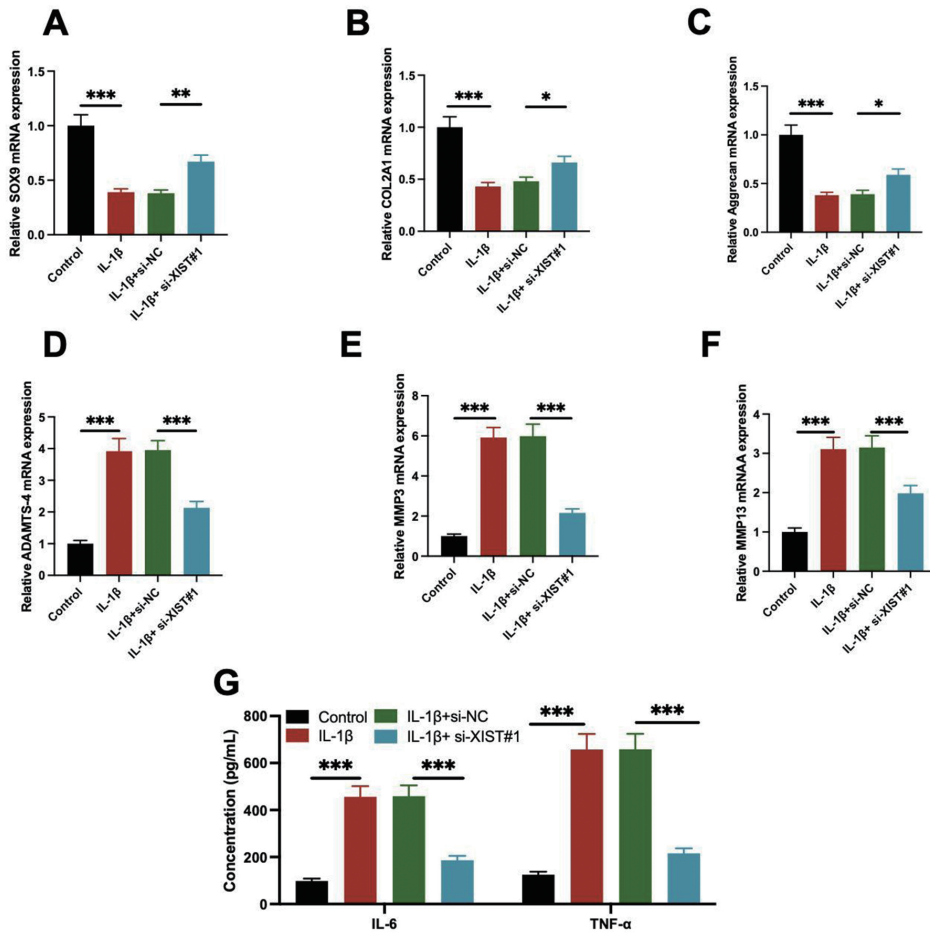 A
Relative SOX9 mRNA expression
1.5
1.0
0.5
0.0
***
**
Control
IL-1β
IL-1β+si-NC
IL-1β+ si-XIST#1
B
Relative COL2A1 mRNA expression
1.5
1.0
0.5
0.0
***
*
Control
IL-1β
IL-1β+si-NC
IL-1β+ si-XIST#1
C
Relative Aggrecan mRNA expression
1.5
1.0
0.5
0.0
***
*
Control
IL-1β
IL-1β+si-NC
IL-1β+ si-XIST#1
D
Relative ADAMTS-4 mRNA expression
5
4
3
2
1
0
***
***
Control
IL-1β
IL-1β+si-NC
IL-1β+ si-XIST#1
E
Relative MMP3 mRNA expression
8
6
4
2
0
***
***
Control
IL-1β
IL-1β+si-NC
IL-1β+ si-XIST#1
F
Relative MMP13 mRNAA expression
4
3
2
1
0
***
***
Control
IL-1β
IL-1β+si-NC
IL-1β+ si-XIST#1
G
Concentration (pg/mL)
800
600
400
200
0
Control
IL-1β+si-NC
IL-1β
IL-1β+ si-XIST#1
***
***
***
***
IL-6
TNF-α